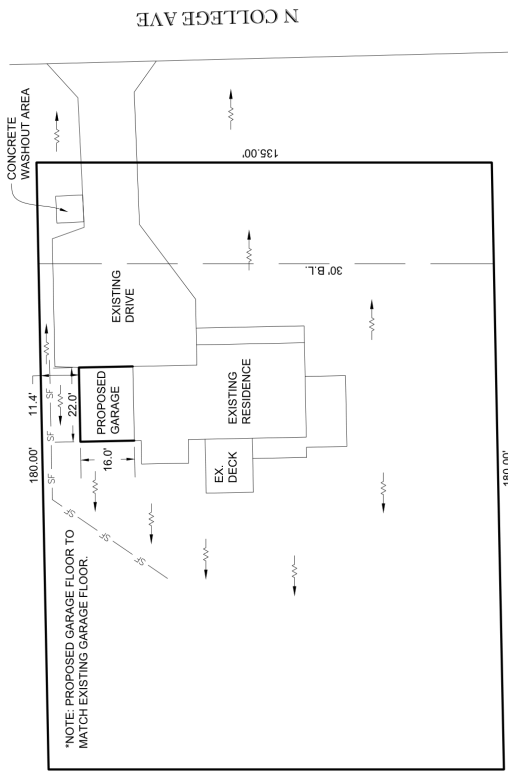 N COLLEGE AVE
CONCRETE
WASHOUT AREA
135.00'
30' B.L.
EXISTING
DRIVE
180.00'
11.4'
22.0'
16.0'
PROPOSED
GARAGE
EXISTING
RESIDENCE
EX.
DECK
SF
SF
SF
SF
SF
SF
*NOTE: PROPOSED GARAGE FLOOR TO
MATCH EXISTING GARAGE FLOOR.
180.00'